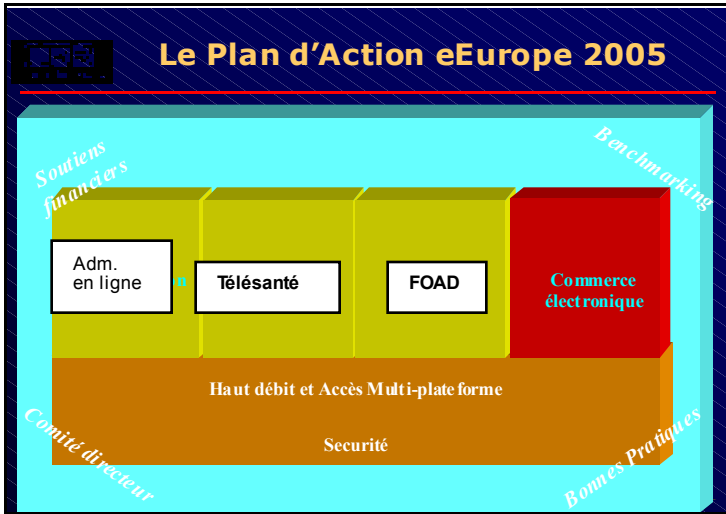 Le Plan d'Action eEurope 2005
Soutiens
financiers
Benchmarking
Adm.
en ligne
n
Télésanté
FOAD
Commerce
électronique
Haut débit et Accès Multi-plateforme
Securité
Comité directeur
Bonnes Pratiques